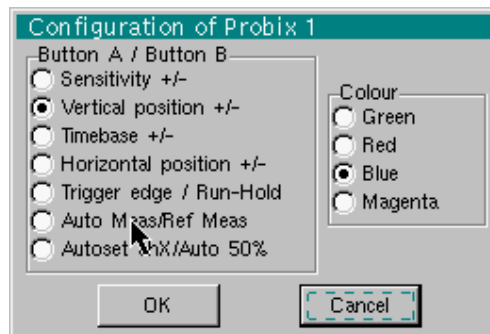 Configuration of Probix 1
Button A / Button B
Sensitivity +/-
Vertical position +/-
Timebase +/-
Horizontal position +/-
Trigger edge / Run-Hold
Auto Meas/Ref Meas
Autoset /Auto 50%
Colour
Green
Red
Blue
Magenta
OK
Cancel